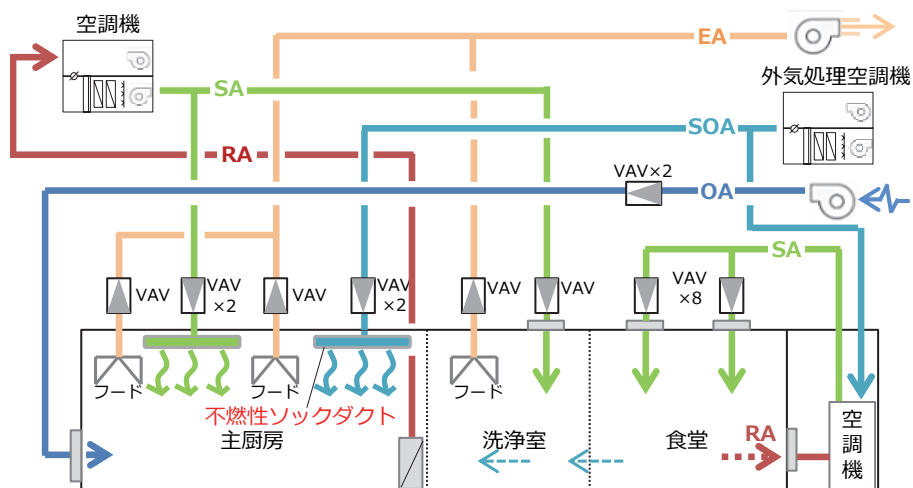 空調機
EA
外気処理空調機
SA
SOA
RA
VAV×2
OA
SA
VAV
VAV
×2
VAV
VAV
×2
VAV
VAV
VAV
×8
フード
フード
フード
不燃性ソックダクト
主厨房
洗浄室
食堂
RA
空
調
機